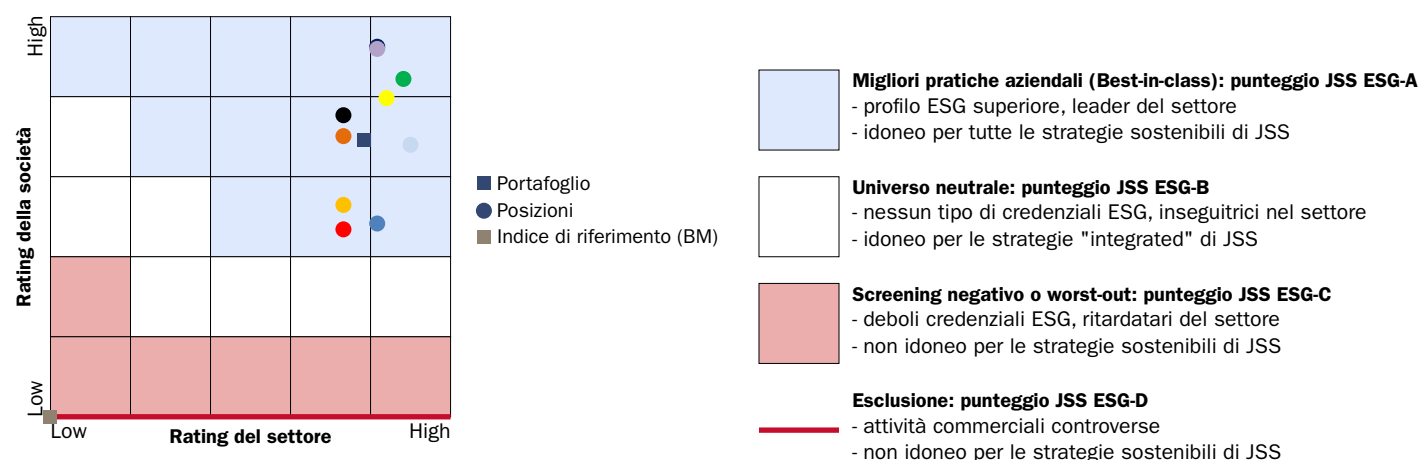 High
Rating della società
Low
Low
Rating del settore
High
Portafoglio
Posizioni
Indice di riferimento (BM)
Migliori pratiche aziendali (Best-in-class): punteggio JSS ESG-A
- profilo ESG superiore, leader del settore
- idoneo per tutte le strategie sostenibili di JSS
Universo neutrale: punteggio JSS ESG-B
- nessun tipo di credenziali ESG, inseguitrici nel settore
- idoneo per le strategie "integrated" di JSS
Screening negativo o worst-out: punteggio JSS ESG-C
- deboli credenziali ESG, ritardatari del settore
- non idoneo per le strategie sostenibili di JSS
Esclusione: punteggio JSS ESG-D
- attività commerciali controverse
- non idoneo per le strategie sostenibili di JSS